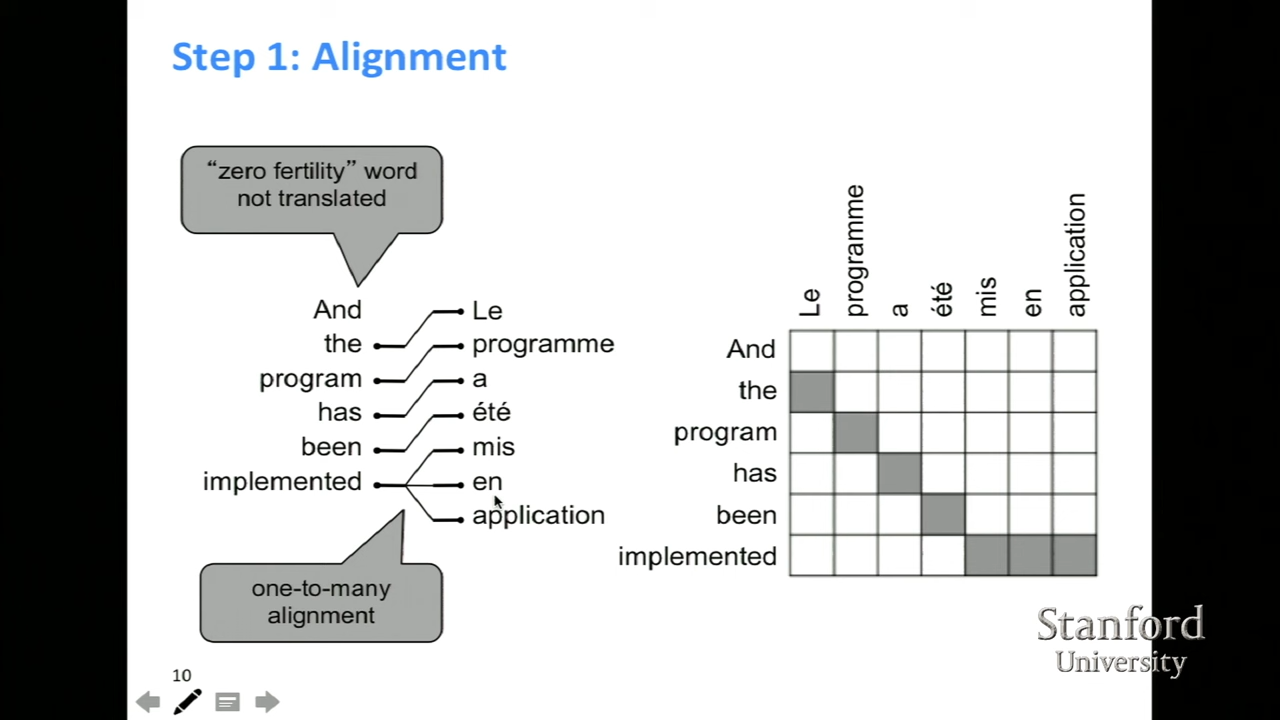 Step 1: Alignment
“zero fertility” word
not translated
And
the
program
has
been
implemented
Le
programme
a
été
mis
en
application
one-to-many
alignment
Le
programme
a
été
mis
en
application
And
the
program
has
been
implemented
Stanford
University
10